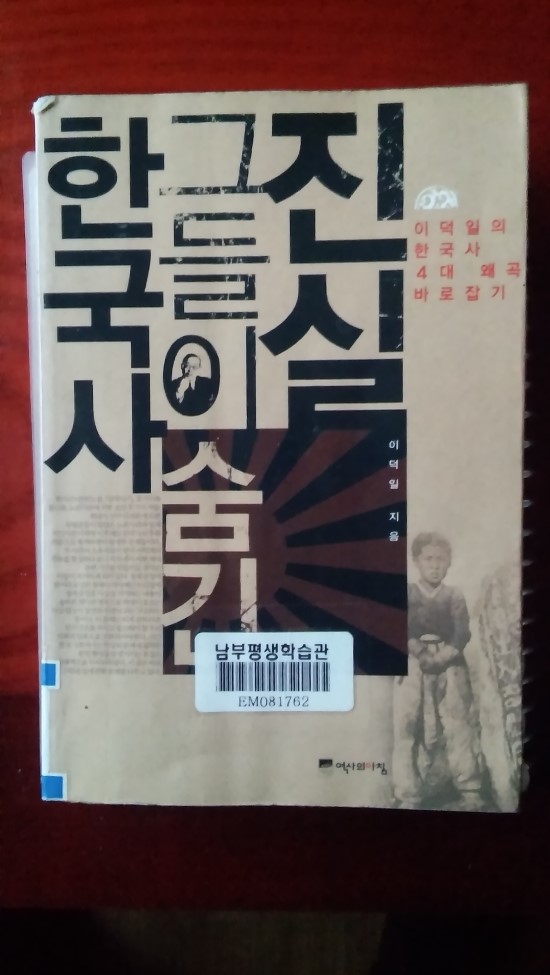 한국사
그들이 숨긴
진실
이덕일의
한국사
4대 왜곡
바로잡기
이덕일 지음
남부평생학습관
EM081762
역사의아침